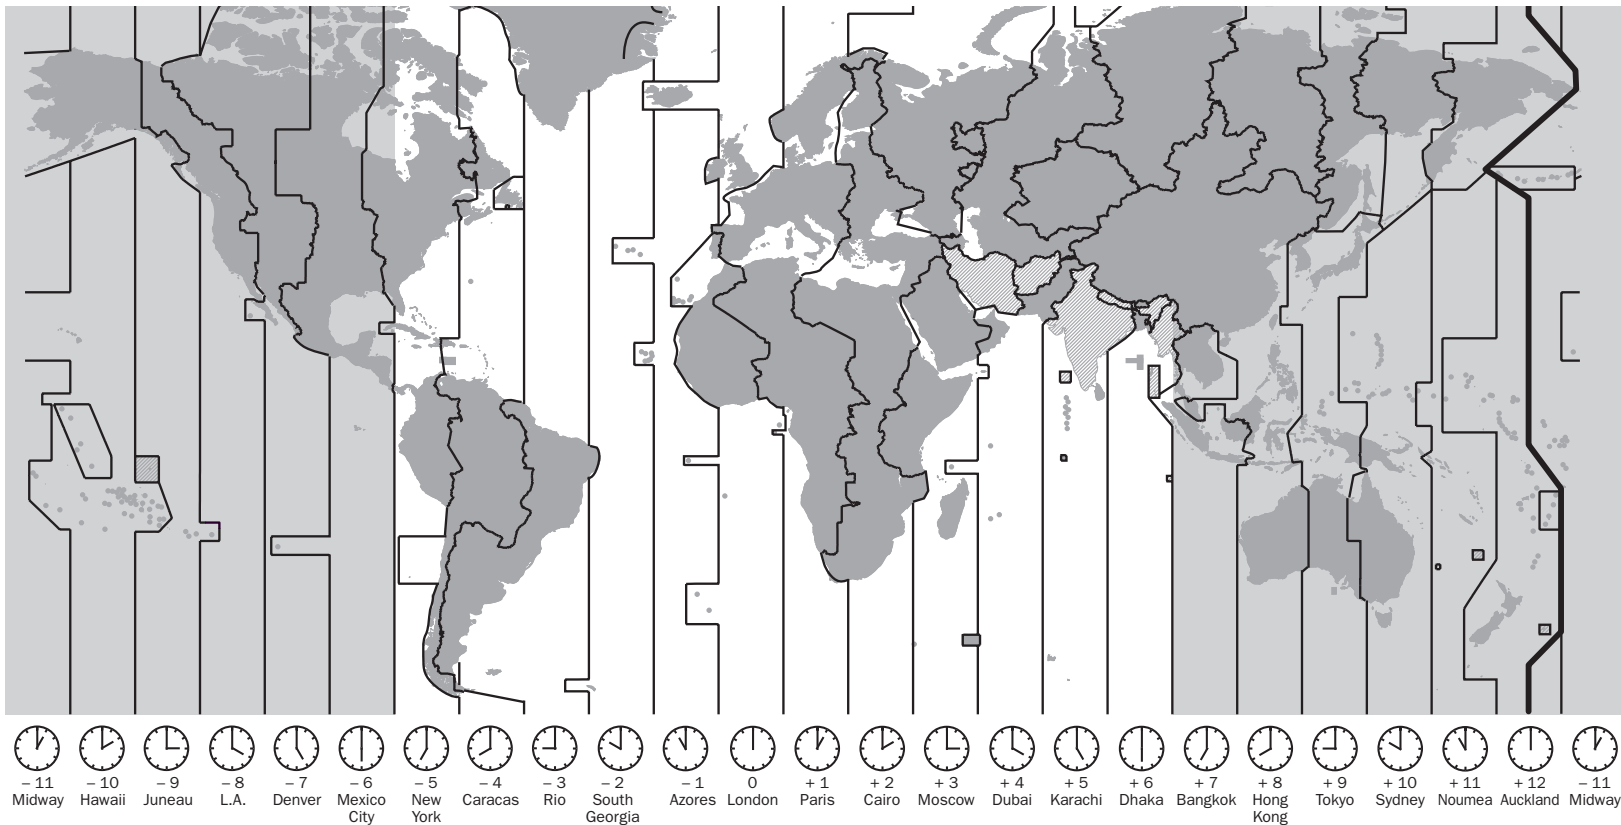 – 11 – 10 – 9 – 8 – 7 – 6 – 5 – 4 – 3 – 2 – 1 0 + 1 + 2 + 3 + 4 + 5 + 6 + 7 + 8 + 9 + 10 + 11 + 12 – 11
Midway Hawaii Juneau L.A. Denver Mexico New Caracas Rio South Azores London Paris Cairo Moscow Dubai Karachi Dhaka Bangkok Hong Tokyo Sydney Noumea Auckland Midway
City York Georgia Kong